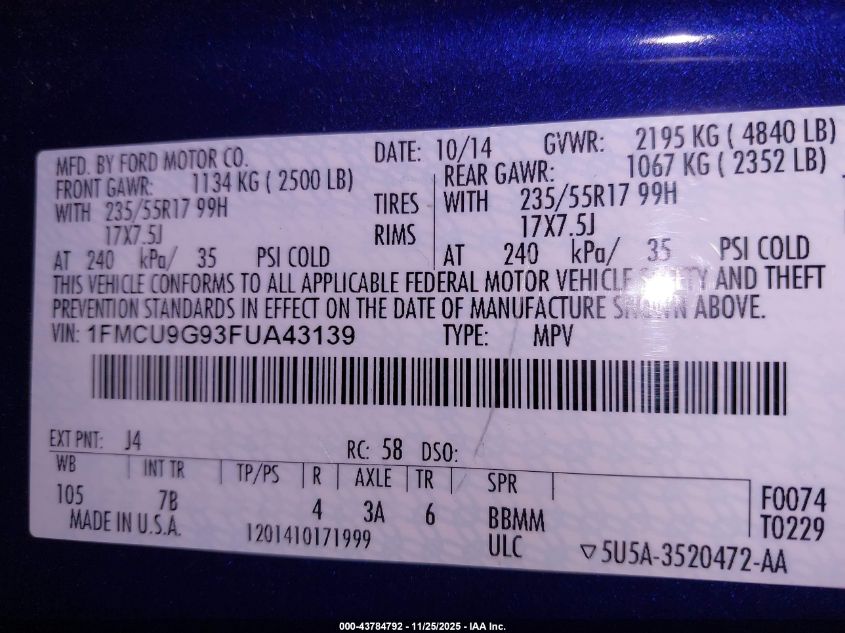 MFD. BY FORD MOTOR CO. DATE: 10/14 GVWR: 2195 KG ( 4840 LB)
FRONT GAWR: 1134 KG ( 2500 LB) REAR GAWR: 1067 KG ( 2352 LB)
WITH 235/55R17 99H TIRES WITH 235/55R17 99H
17X7.5J RIMS 17X7.5J
AT 240 kPa/ 35 PSI COLD AT 240 kPa/ 35 PSI COLD
THIS VEHICLE CONFORMS TO ALL APPLICABLE FEDERAL MOTOR VEHICLE SAFETY AND THEFT
PREVENTION STANDARDS IN EFFECT ON THE DATE OF MANUFACTURE SHOWN ABOVE.
VIN: 1FMCU9G93FUA43139 TYPE: MPV
EXT PNT: J4 RC: 58 DSO:
WB INT TR TP/PS R AXLE TR SPR
105 7B 4 3A 6 BBMM F0074
MADE IN U.S.A. 1201410171999 ULC T0229
▽5U5A-3520472-AA
000-43784792 - 11/25/2025 - IAA Inc.